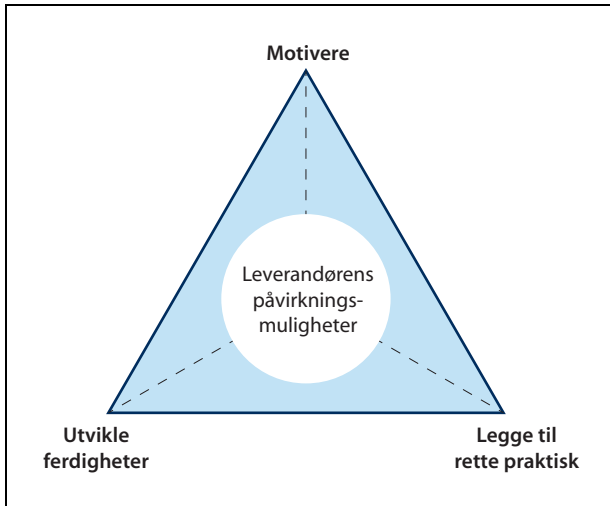 Motivere
Leverandørens
påvirknings-
muligheter
Utvikle
ferdigheter
Legge til
rette praktisk